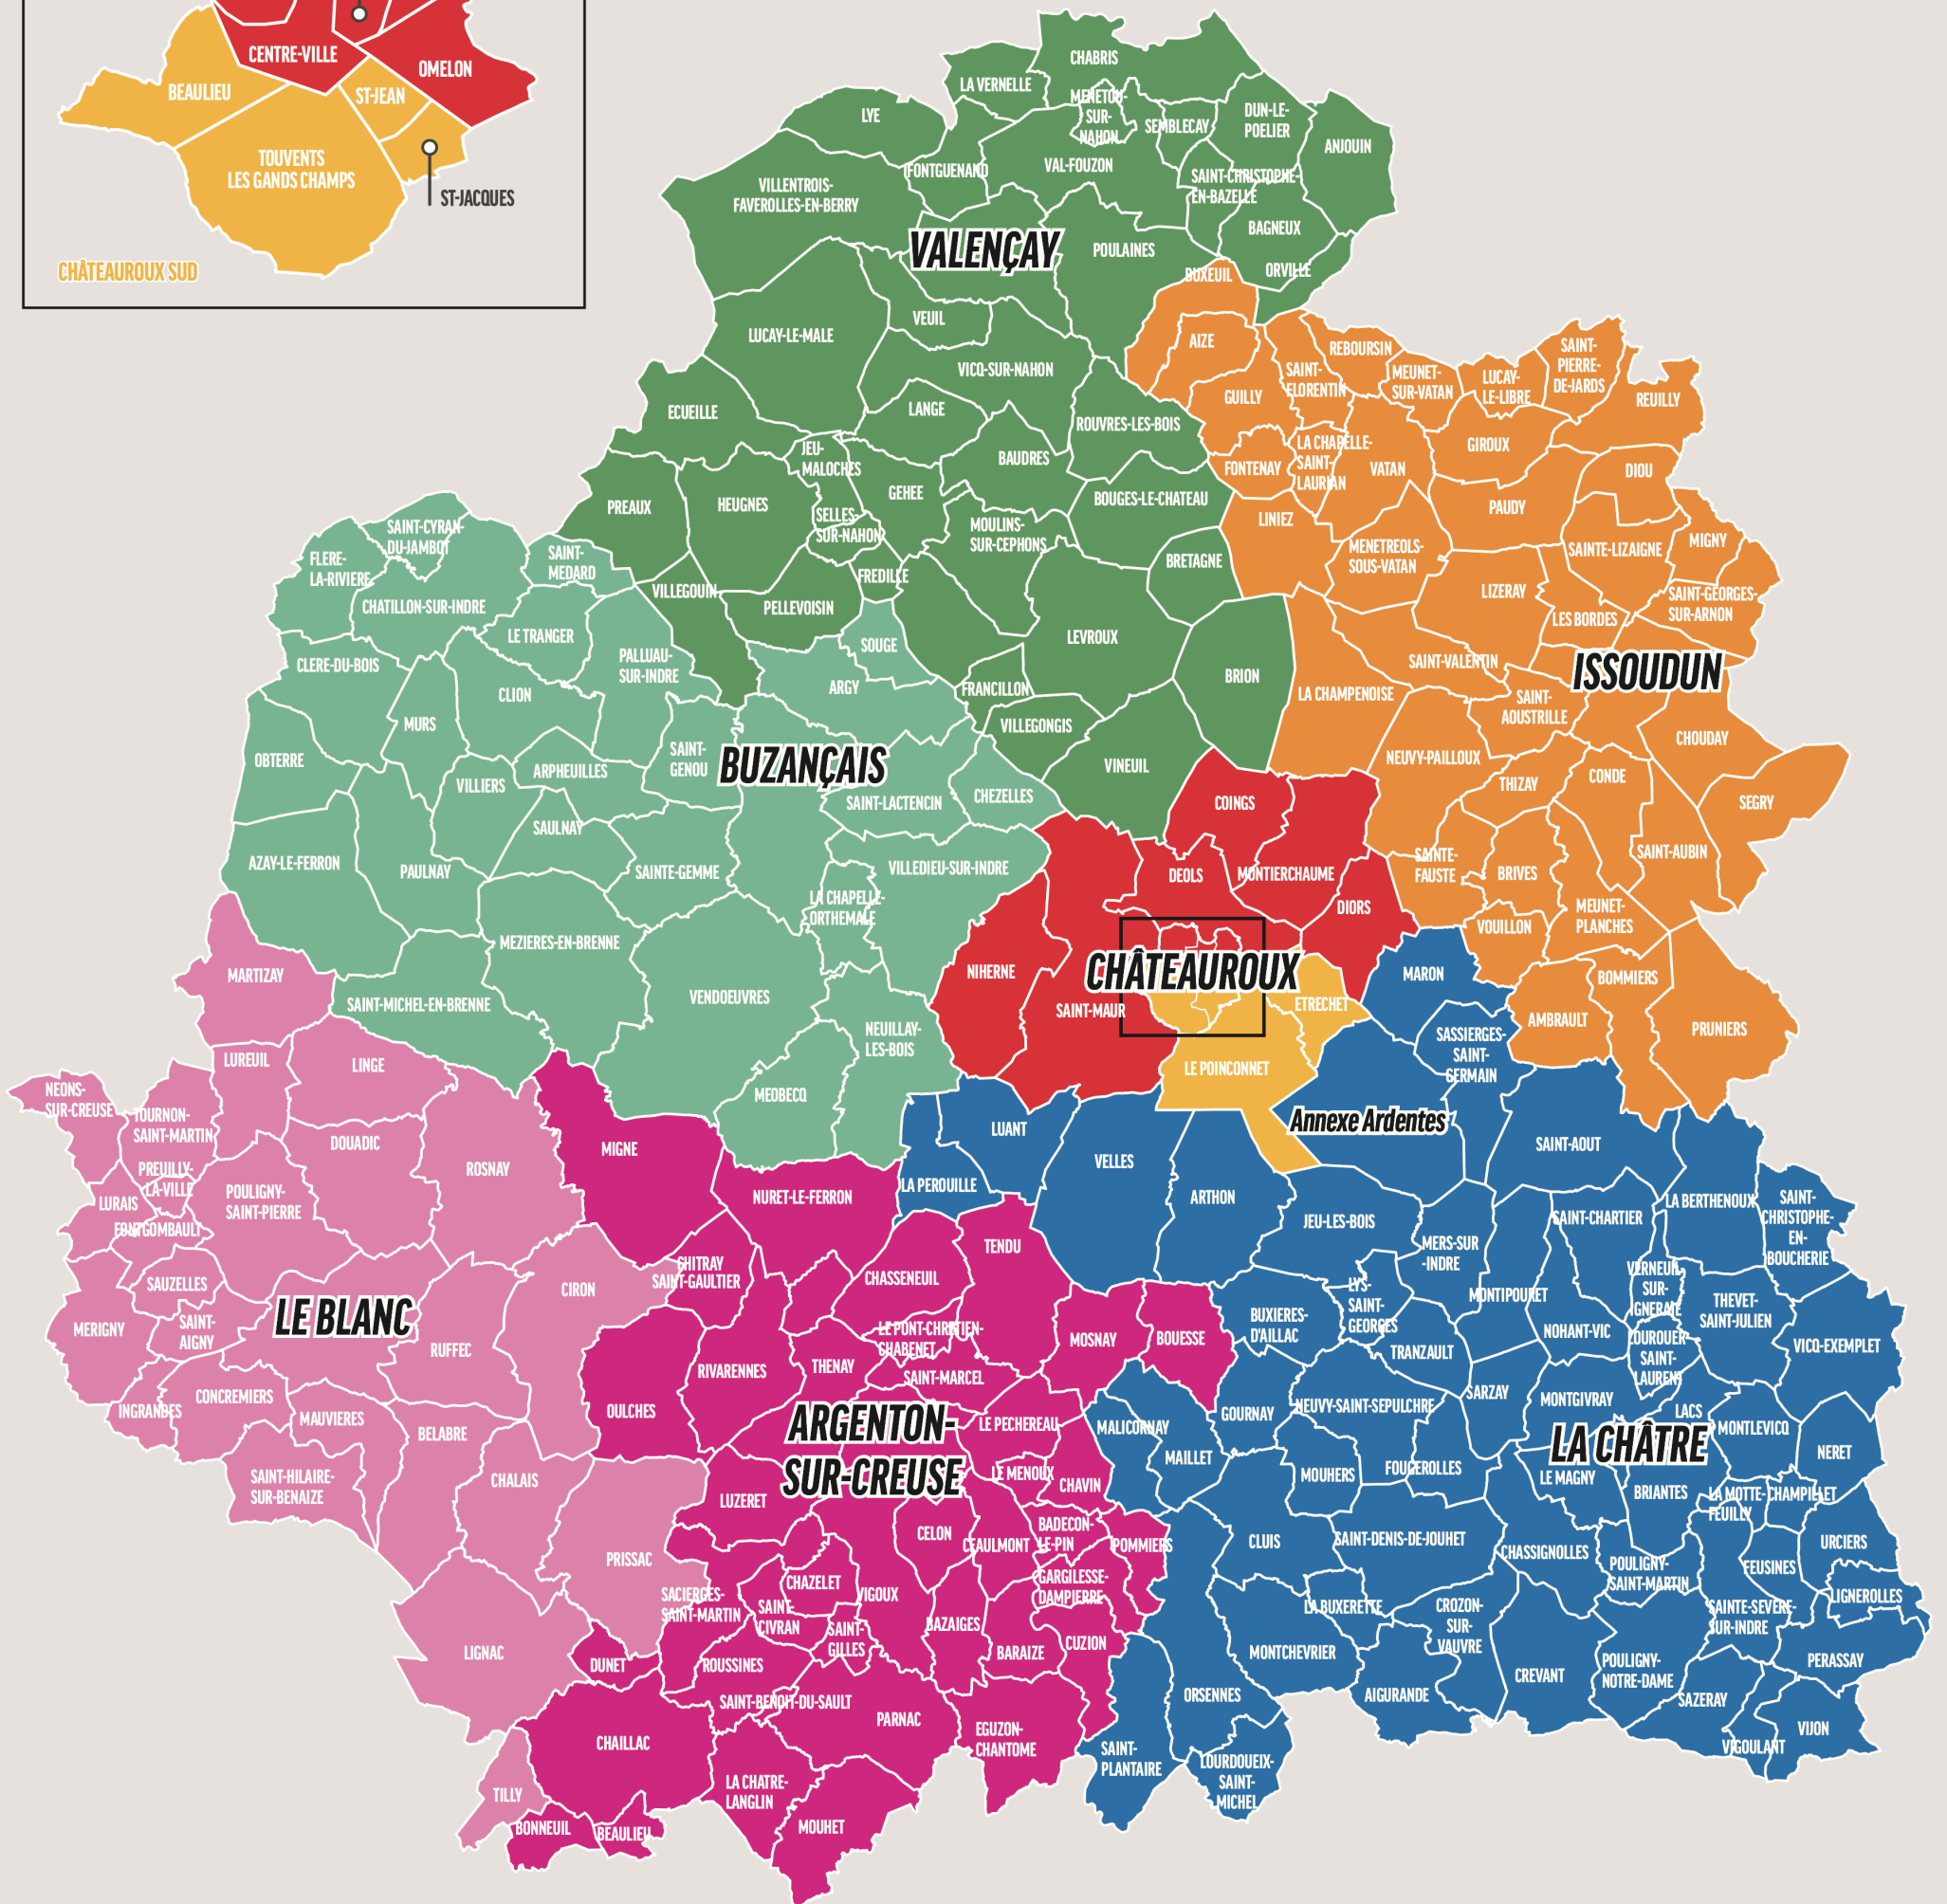 CENTRE-VILLE
OMELON
BEAULIEU
ST-JEAN
TOUVENTS
LES GANDS CHAMPS
ST-JACQUES
CHÂTEAUROUX SUD
CHABRIS
LA VERNELLE
MENETOU-
SUR-
NAHON
LYE
SEMBLECAY
DUN-LE-
POELIER
ANJOUIN
FONTGUENAND
VAL-FOUZON
VILLENTROIS-
FAVEROLLES-EN-BERRY
SAINT-CHRISTOPHE-
EN-BAZELLE
BAGNEUX
VALENÇAY
POULAINES
ORVILLE
BUXEUIL
VEUIL
LUCAY-LE-MALE
AIZE
REBOURSIN
SAINT-
PIERRE-
DE-JARDS
VICQ-SUR-NAHON
SAINT-
FLORENTIN
MEUNET-
SUR-VATAN
LUCAY-
LE-LIBRE
REUILLY
GUILLY
ECUEILLE
LANGE
ROUVRES-LES-BOIS
GIROUX
JEU-
MALOCHES
BAUDRES
FONTENAY
LA CHAPELLE-
SAINT-
LAURIAN
VATAN
DIOU
PREAUX
HEUGNES
GEHEE
BOUGES-LE-CHATEAU
PAUDY
SELLES-
SUR-NAHON
MOULINS-
SUR-CEPHONS
LINIEZ
SAINT-CYRAN-
DU-JAMBOT
MENETREOLS-
SOUS-VATAN
SAINTE-LIZAIGNE
MIGNY
FLERE-
LA-RIVIERE
SAINT-
MEDARD
BRETAGNE
FREDILLE
VILLEGOUIN
PELLEVOISIN
LIZERAY
SAINT-GEORGES-
SUR-ARNON
CHATILLON-SUR-INDRE
LES BORDES
LE TRANGER
SOUGE
LEVROUX
CLERE-DU-BOIS
PALLUAU-
SUR-INDRE
SAINT-VALENTIN
ISSOUDUN
BRION
CLION
ARGY
FRANCILLON
LA CHAMPENOISE
SAINT-
AOUSTRILLE
MURS
VILLEGONGIS
CHOUDAY
OBTERRE
SAINT-
GENOU
BUZANÇAIS
VINEUIL
NEUVY-PAILLOUX
ARPHEUILLES
VILLIERS
THIZAY
CONDE
SAINT-LACTENCIN
CHEZELLES
COINGS
SEGRY
SAULNAY
AZAY-LE-FERRON
PAULNAY
SAINTE-GEMME
VILLEDIEU-SUR-INDRE
DEOLS
MONTIERCHAUME
SAINTE-
FAUSTE
BRIVES
SAINT-AUBIN
LA CHAPELLE-
ORTHEMALE
DIORS
VOUILLON
MEUNET-
PLANCHES
MEZIERES-EN-BRENNE
MARTIZAY
NIHERNE
CHÂTEAUROUX
MARON
BOMMIERS
VENDOEUVRES
SAINT-MICHEL-EN-BRENNE
SAINT-MAUR
ETRECHET
AMBRAULT
PRUNIERS
NEUILLAY-
LES-BOIS
SASSIERGES-
SAINT-
GERMAIN
LUREUIL
LINGE
LE POINCONNET
NEONS-
SUR-CREUSE
MEOBECQ
TOURNON-
SAINT-MARTIN
LUANT
Annexe Ardentes
DOUADIC
MIGNE
SAINT-AOUT
PREUILLY-
LA-VILLE
ROSNAY
VELLES
LURAIS
POULIGNY-
SAINT-PIERRE
NURET-LE-FERRON
LA PEROUILLE
ARTHON
LA BERTHENOUX
SAINT-
CHRISTOPHE-
EN-
BOUCHERIE
FONTGOMBAULT
JEU-LES-BOIS
SAINT-CHARTIER
TENDU
MERS-SUR
-INDRE
SAUZELLES
CIRON
CHITRAY
SAINT-GAULTIER
CHASSENEUIL
VERNEUIL-
SUR-
IGNERAIE
LYS-
SAINT-
GEORGES
MONTIPOURET
THEVET-
SAINT-JULIEN
LE BLANC
MERIGNY
SAINT-
AIGNY
BUXIERES-
D'AILLAC
LE PONT-CHRETIEN-
CHABENET
MOSNAY
BOUESSE
NOHANT-VIC
LOUROUER-
SAINT-
LAURENT
VICQ-EXEMPLET
RUFFEC
TRANZAULT
RIVARENNES
THENAY
SAINT-MARCEL
CONCREMIERS
SARZAY
MONTGIVRAY
INGRANDES
MAUVIERES
OULCHES
NEUVY-SAINT-SEPULCHRE
GOURNAY
LACS
BELABRE
ARGENTON-
SUR-CREUSE
LE PECHEREAU
MALICORNAY
MONTLEVICQ
LA CHÂTRE
NERET
MAILLET
SAINT-HILAIRE-
SUR-BENAIZE
CHALAIS
LE MENOUX
CHAVIN
MOUHERS
FOUGEROLLES
LE MAGNY
BRIANTES
LUZERET
LA MOTTE-
FEUILLY
CHAMPILLET
CELON
BADECON-
LE-PIN
CEAULMONT
POMMIERS
CLUIS
SAINT-DENIS-DE-JOUHET
URCIERS
CHASSIGNOLLES
PRISSAC
POULIGNY-
SAINT-MARTIN
FEUSINES
CHAZELET
GARGILESSE-
DAMPIERRE
SACIERGES-
SAINT-MARTIN
VIGOUX
LIGNEROLLES
SAINT-
CIVRAN
LA BUXERETTE
CROZON-
SUR-
VAUVRE
SAINTE-SEVERE-
SUR-INDRE
BAZAIGES
SAINT-
GILLES
CUZION
LIGNAC
BARAIZE
MONTCHEVRIER
DUNET
ROUSSINES
POULIGNY-
NOTRE-DAME
PERASSAY
CREVANT
ORSENNES
AIGURANDE
SAINT-BENOIT-DU-SAULT
SAZERAY
PARNAC
CHAILLAC
EGUZON-
CHANTOME
VIJON
SAINT-
PLANTAIRE
VIGOULANT
LOURDOUEIX-
SAINT-
MICHEL
LA CHATRE-
LANGLIN
TILLY
BONNEUIL
BEAULIEU
MOUHET